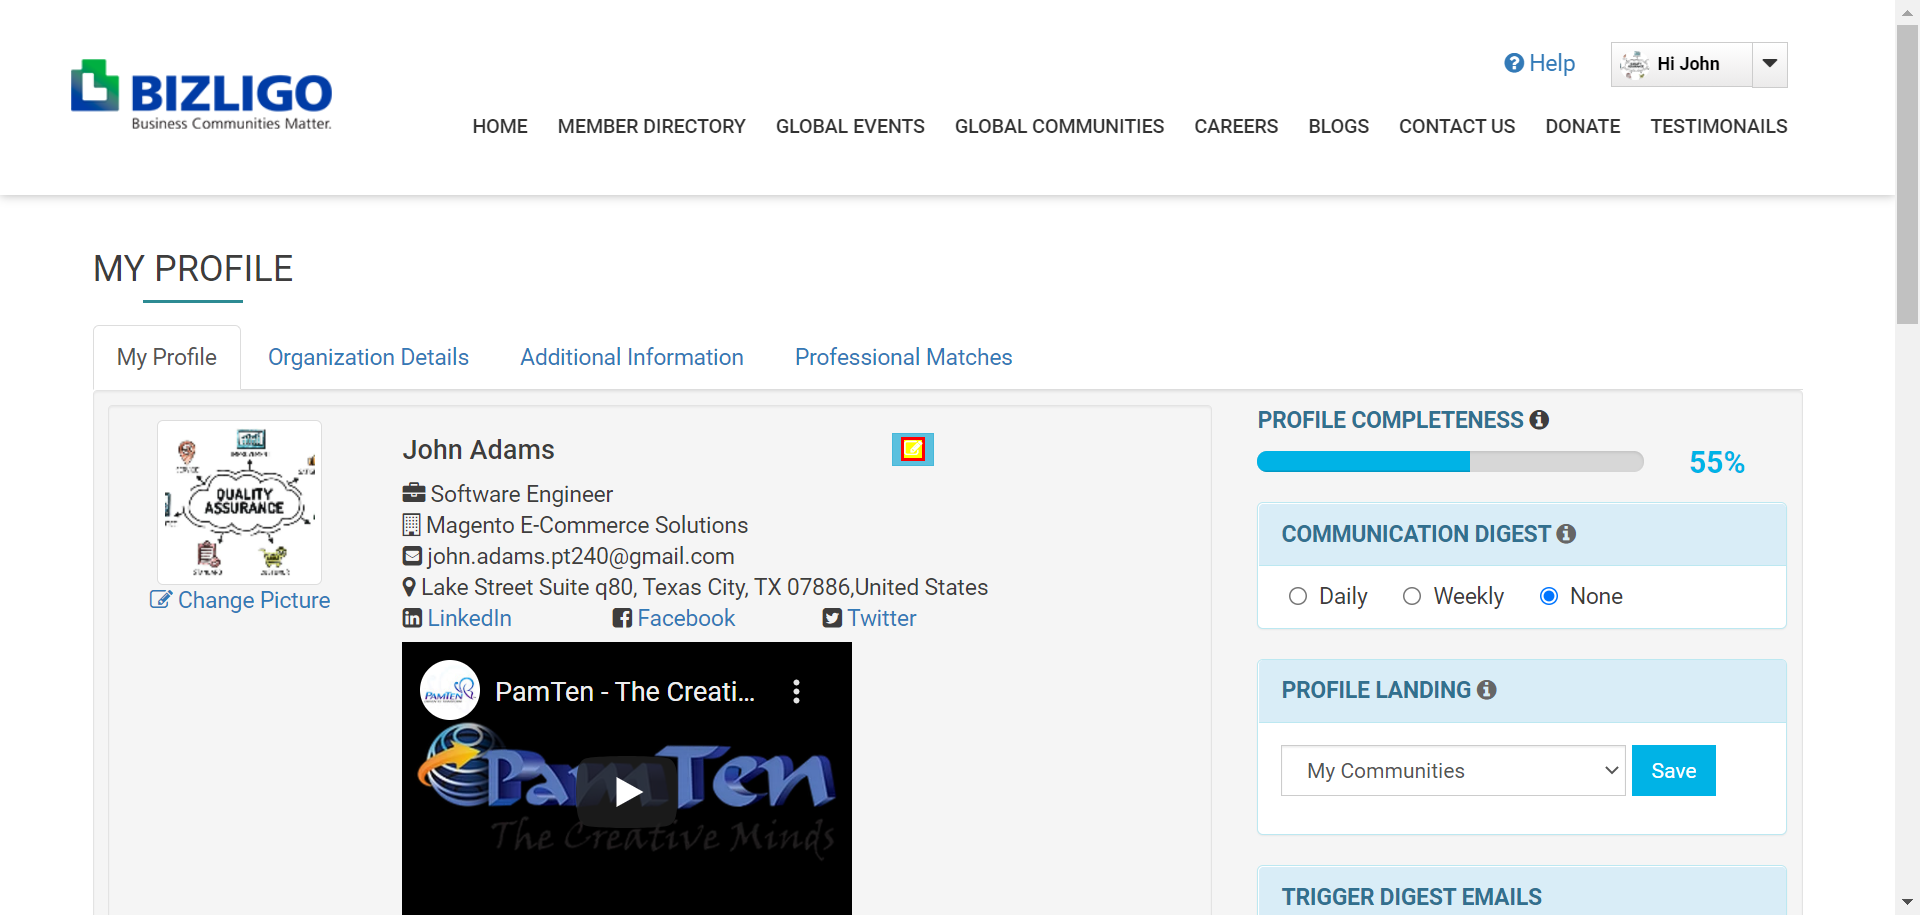 Help
Hi John
BIZLIGO
Business Communities Matter.
HOME MEMBER DIRECTORY GLOBAL EVENTS GLOBAL COMMUNITIES CAREERS BLOGS CONTACT US DONATE TESTIMONAILS
MY PROFILE
My Profile Organization Details Additional Information Professional Matches
QUALITY
ASSURANCE
Change Picture
John Adams
Software Engineer
Magento E-Commerce Solutions
john.adams.pt240@gmail.com
Lake Street Suite q80, Texas City, TX 07886,United States
LinkedIn Facebook Twitter
PAMTEN
PamTen - The Creati...
PamTen
The Creative Minds
PROFILE COMPLETENESS
55%
COMMUNICATION DIGEST
Daily Weekly None
PROFILE LANDING
My Communities Save
TRIGGER DIGEST EMAILS